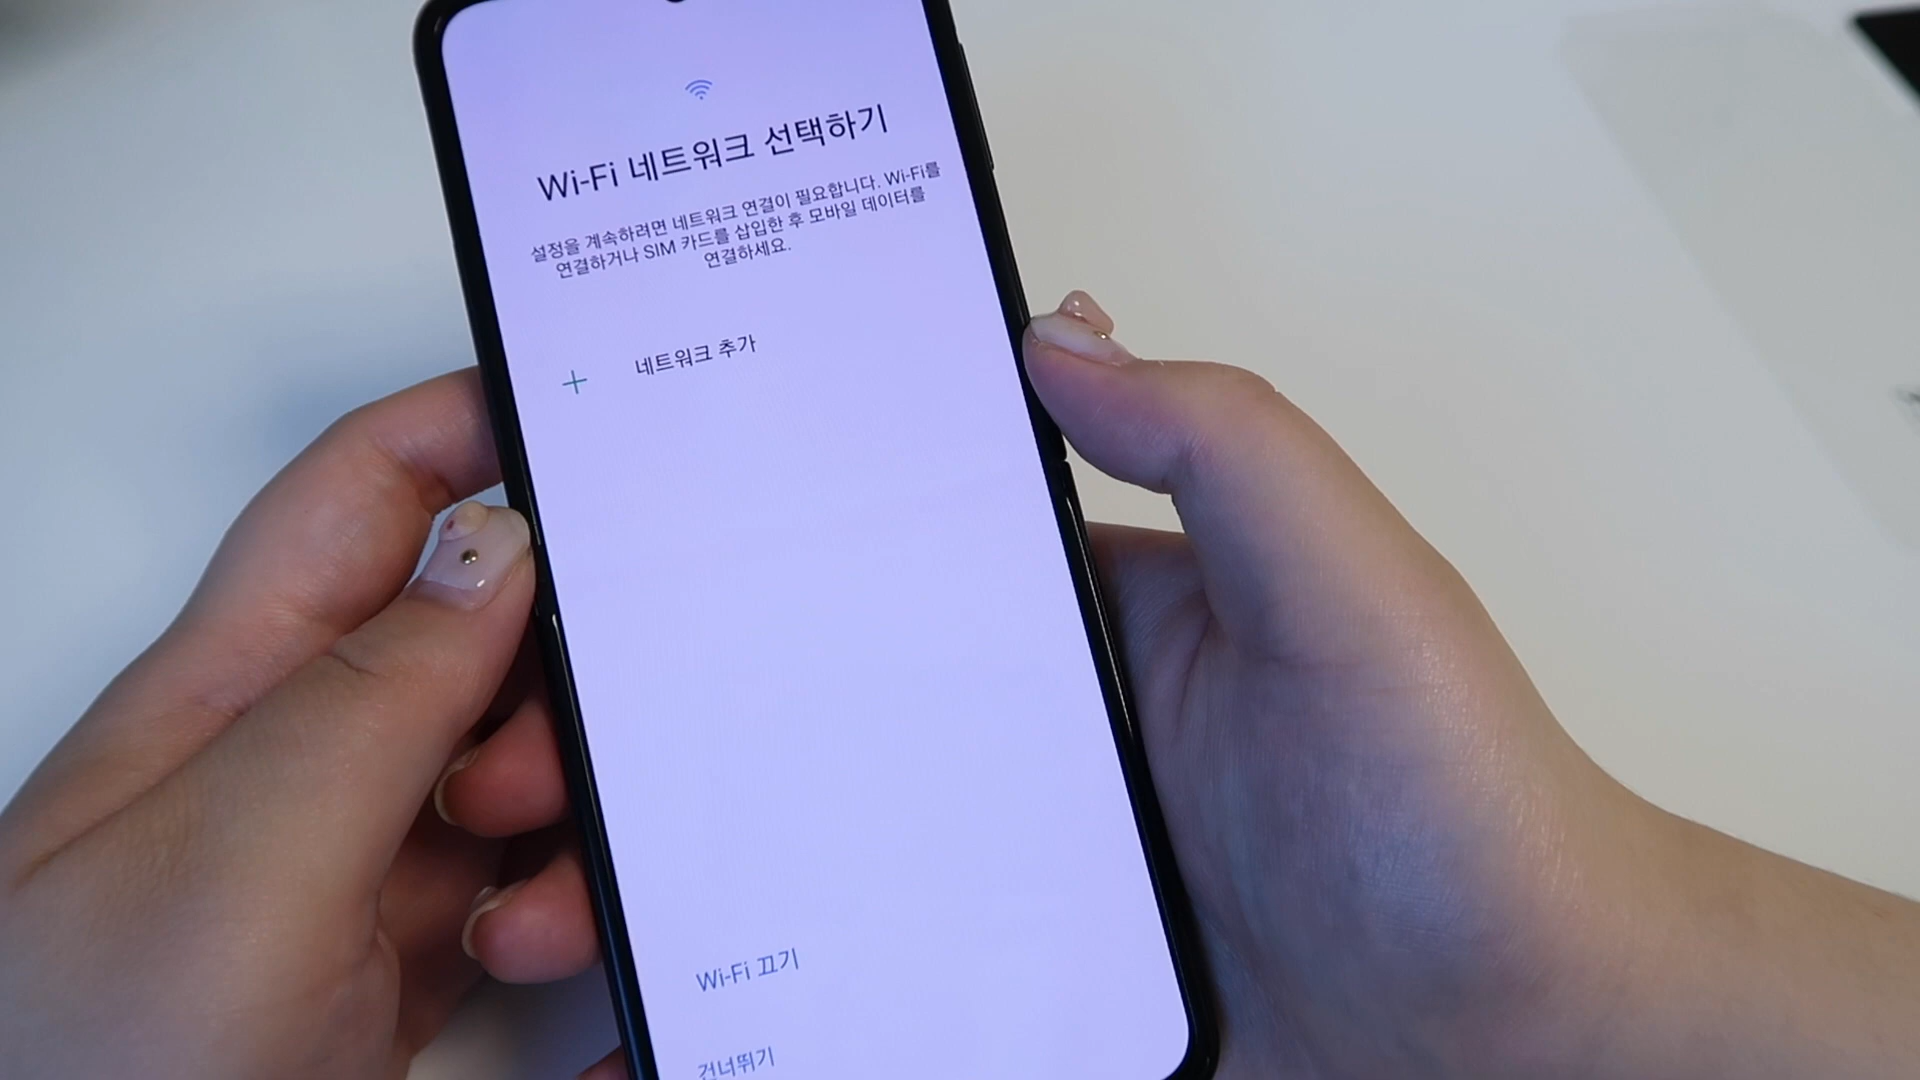 Wi-Fi 네트워크 선택하기
설정을 계속하려면 네트워크 연결이 필요합니다. Wi-Fi를
연결하거나 SIM 카드를 삽입한 후 모바일 데이터를
연결하세요.
네트워크 추가
Wi-Fi 끄기
건너뛰기